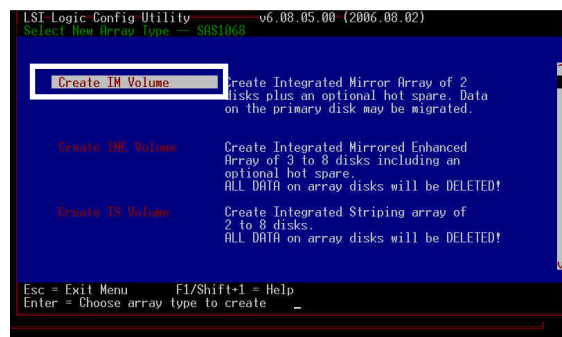 LSI Logic Config Utility v6.08.05.00 (2006.08.02)
Select New Array Type -- SAS1068
Create IM Volume Create Integrated Mirror Array of 2
disks plus an optional hot spare. Data
on the primary disk may be migrated.
Create IME Volume Create Integrated Mirrored Enhanced
Array of 3 to 8 disks including an
optional hot spare.
ALL DATA on array disks will be DELETED!
Create IS Volume Create Integrated Striping array of
2 to 8 disks.
ALL DATA on array disks will be DELETED!
Esc = Exit Menu F1/Shift+1 = Help
Enter = Choose array type to create _